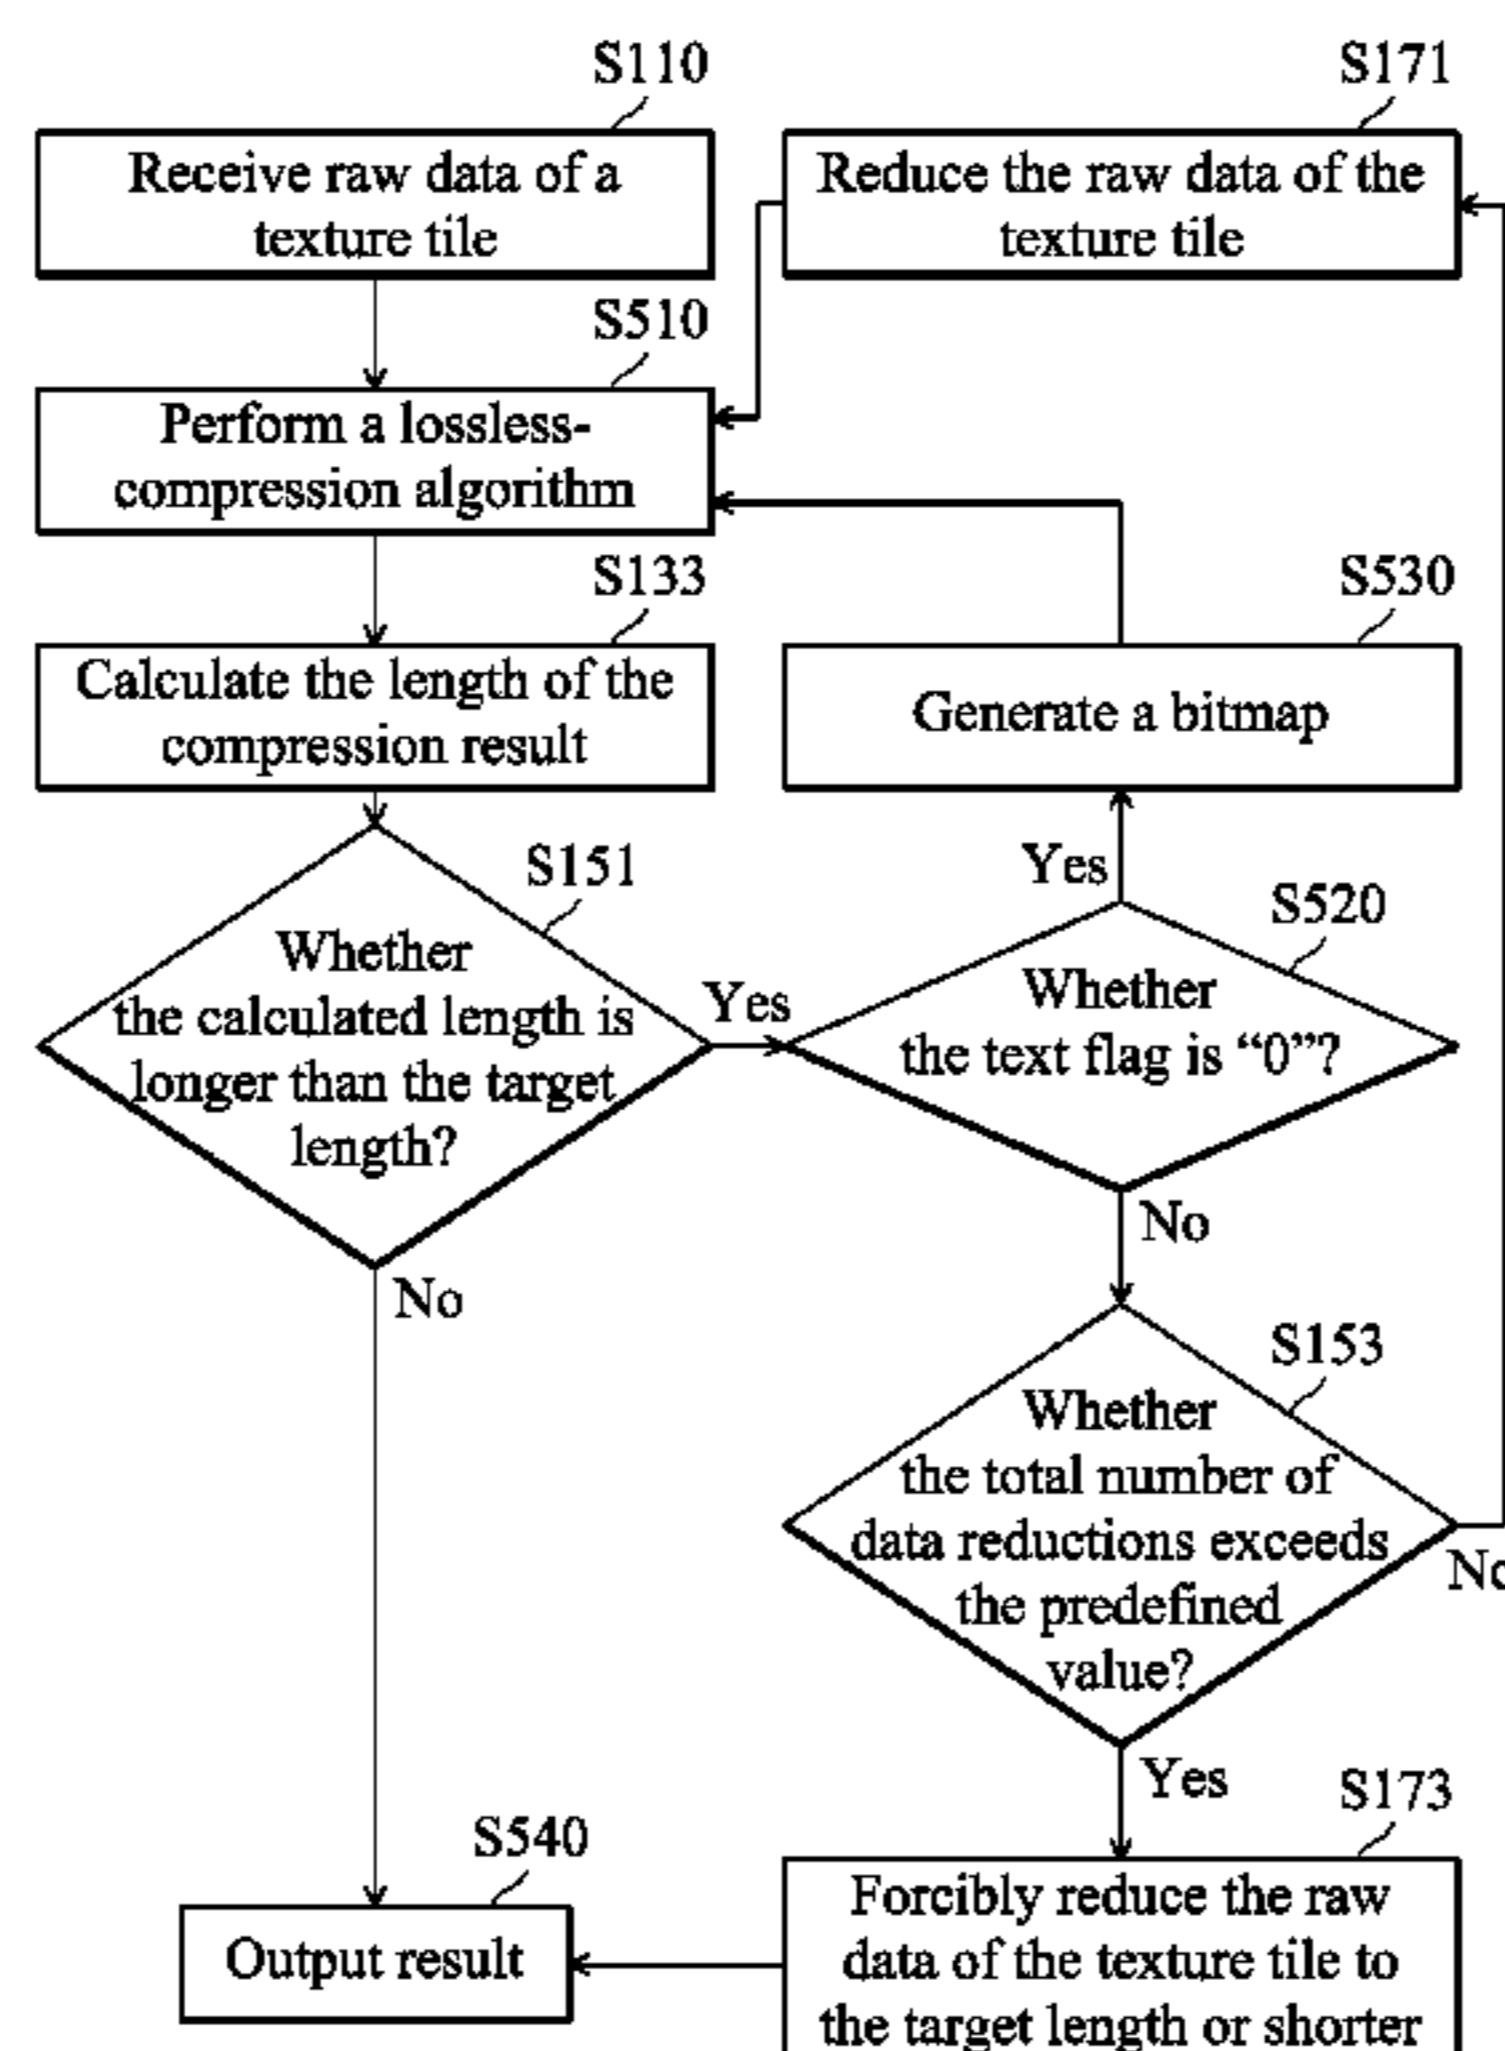 S110
Receive raw data of a
texture tile
S171
Reduce the raw data of the
texture tile
S510
Perform a lossless-
compression algorithm
S133
Calculate the length of the
compression result
S530
Generate a bitmap
S151
Whether
the calculated length is
longer than the target
length?
Yes
No
Yes
S520
Whether
the text flag is “0”?
No
S153
Whether
the total number of
data reductions exceeds
the predefined
value?
No
Yes
S173
Forcibly reduce the raw
data of the texture tile to
the target length or shorter
S540
Output result